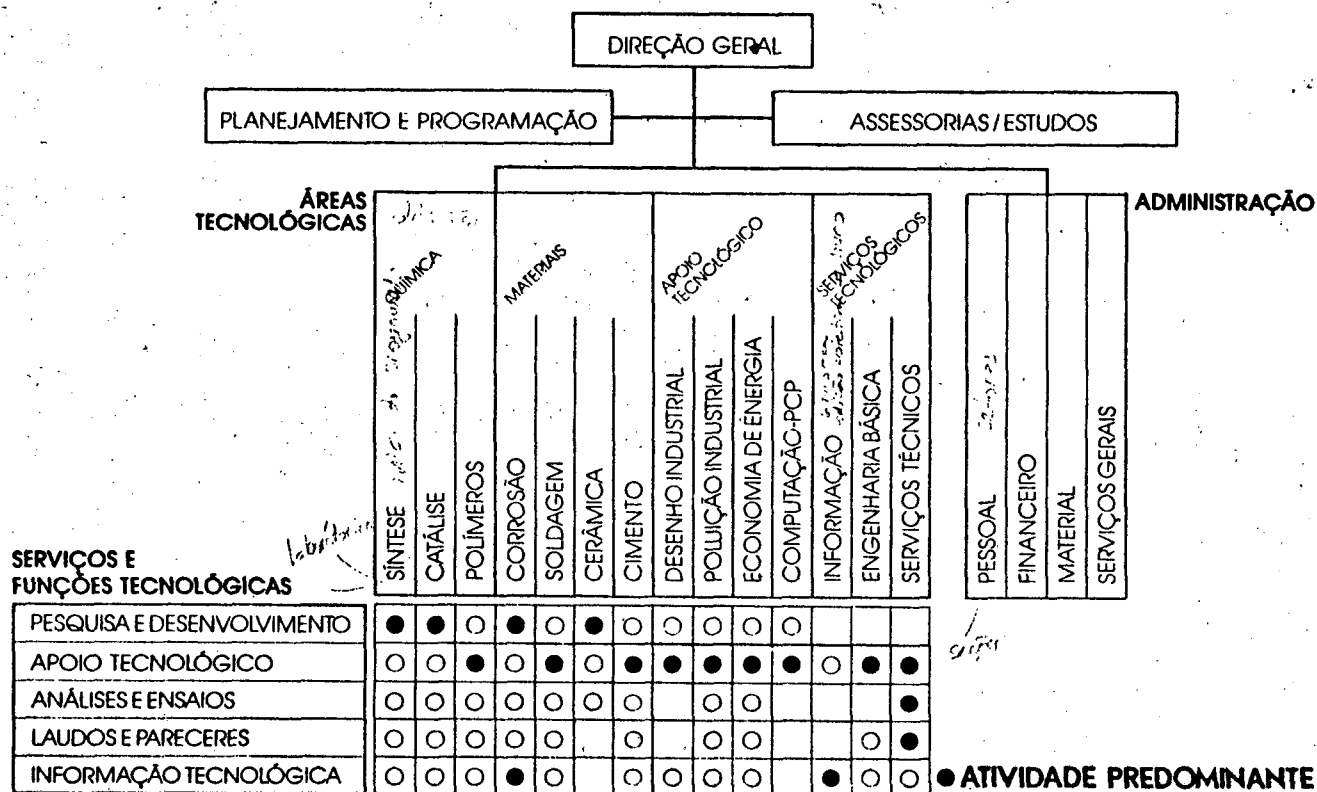 DIREÇÃO GERAL
PLANEJAMENTO E PROGRAMAÇÃO
ASSESSORIAS / ESTUDOS
ÁREAS
TECNOLÓGICAS
ADMINISTRAÇÃO
QUÍMICA
MATERIAIS
APOIO
TECNOLÓGICO
SERVIÇOS
TECNOLÓGICOS
SÍNTESE
CATÁLISE
POLÍMEROS
CORROSÃO
SOLDAGEM
CERÂMICA
CIMENTO
DESENHO INDUSTRIAL
POLUIÇÃO INDUSTRIAL
ECONOMIA DE ENERGIA
COMPUTAÇÃO-PCP
INFORMAÇÃO
ENGENHARIA BÁSICA
SERVIÇOS TÉCNICOS
PESSOAL
FINANCEIRO
MATERIAL
SERVIÇOS GERAIS
SERVIÇOS E
FUNÇÕES TECNOLÓGICAS
PESQUISA E DESENVOLVIMENTO
APOIO TECNOLÓGICO
ANÁLISES E ENSAIOS
LAUDOS E PARECERES
INFORMAÇÃO TECNOLÓGICA
ATIVIDADE PREDOMINANTE